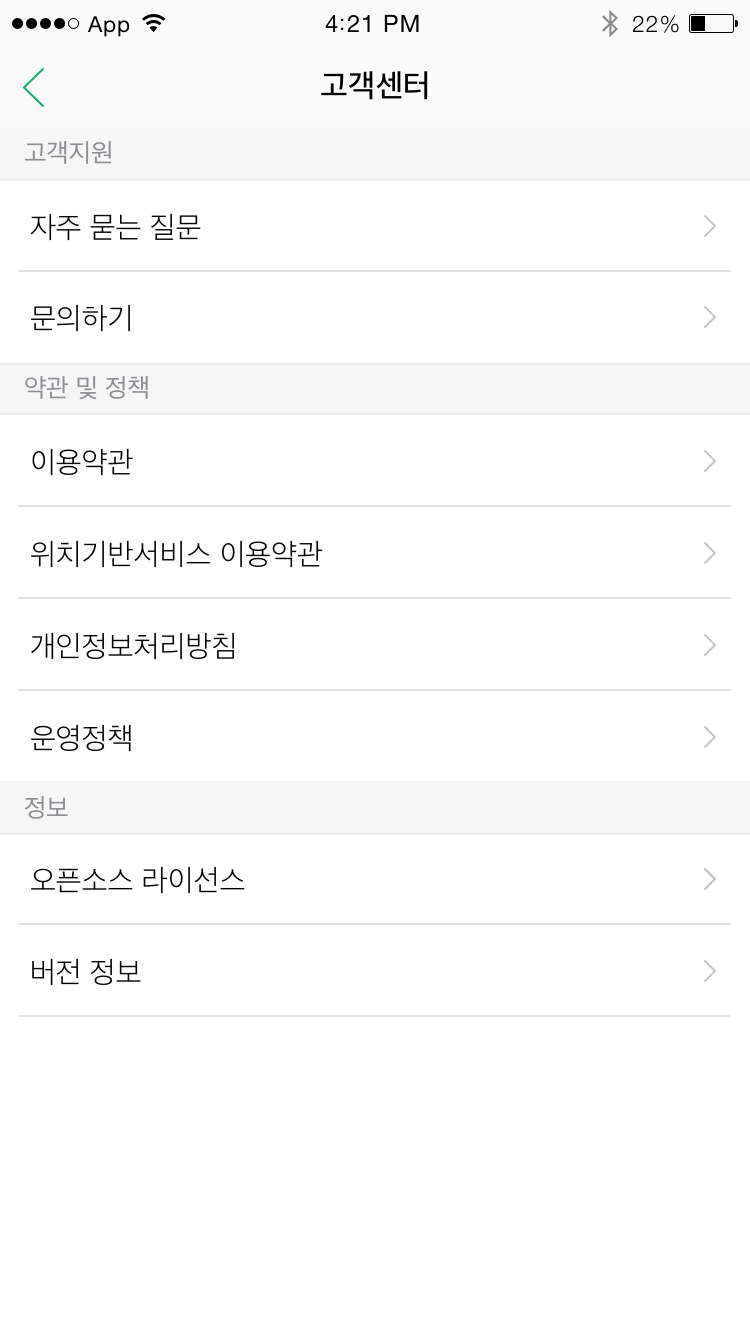 App 4:21 PM 22%
고객센터
고객지원
자주 묻는 질문
문의하기
약관 및 정책
이용약관
위치기반서비스 이용약관
개인정보처리방침
운영정책
정보
오픈소스 라이선스
버전 정보